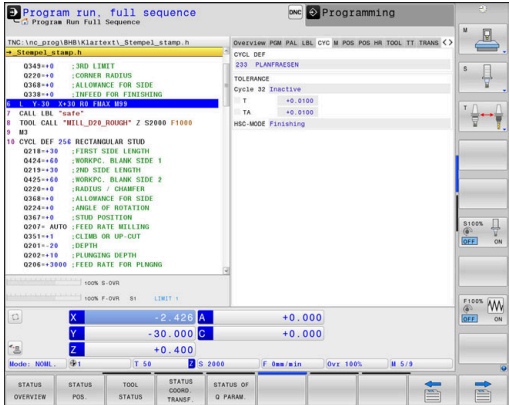 Program run, full sequence
Program Run Full Sequence
DNC
Programming
TNC:\nc_prog\BHB\Klartext\_Stempel_stamp.h
→_Stempel_stamp.h
Q349=+0 ;3RD LIMIT
Q220=+0 ;CORNER RADIUS
Q368=+0 ;ALLOWANCE FOR SIDE
Q338=+0 ;INFEED FOR FINISHING
6 L Y-30 X+30 R0 FMAX M99
7 CALL LBL "safe"
8 TOOL CALL "MILL_D20_ROUGH" Z S2000 F1000
9 M3
10 CYCL DEF 256 RECTANGULAR STUD
Q218=+30 ;FIRST SIDE LENGTH
Q424=+60 ;WORKPC. BLANK SIDE 1
Q219=+30 ;2ND SIDE LENGTH
Q425=+60 ;WORKPC. BLANK SIDE 2
Q220=+0 ;RADIUS / CHAMFER
Q368=+0 ;ALLOWANCE FOR SIDE
Q224=+0 ;ANGLE OF ROTATION
Q367=+0 ;STUD POSITION
Q207= AUTO ;FEED RATE MILLING
Q351=+1 ;CLIMB OR UP-CUT
Q201=-20 ;DEPTH
Q202=+10 ;PLUNGING DEPTH
Q206=+3000 ;FEED RATE FOR PLNGNG
100% S-OVR
100% F-OVR S1 LIMIT 1
Overview PGM PAL LBL CYC M POS POS HR TOOL TT TRANS
CYCL DEF
233 PLANFRAESEN
TOLERANCE
Cycle 32 Inactive
T +0.0100
TA +0.0100
HSC-MODE Finishing
X -2.426 A +0.000
Y -30.000 C +0.000
Z +0.400
Mode: NOML. 1 T 50 Z S 2000 F 0mm/min Ovr 100% M 5/9
M
S
T
S100%
OFF ON
F100%
OFF ON
STATUS OVERVIEW
STATUS POS.
TOOL STATUS
STATUS COORD. TRANSF.
STATUS OF Q PARAM.